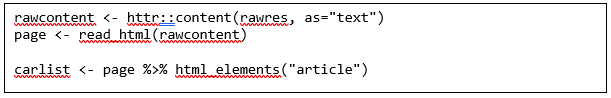 rawcontent <- httr::content(rawres, as="text")
page <- read_html(rawcontent)
carlist <- page %>% html_elements("article")